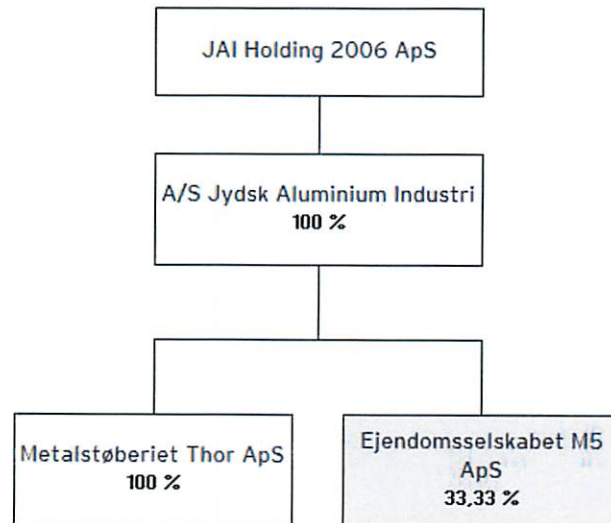 JAI Holding 2006 ApS
A/S Jydsk Aluminium Industri
100 %
Metalstøberiet Thor ApS
100 %
Ejendomsselskabet M5
ApS
33,33 %